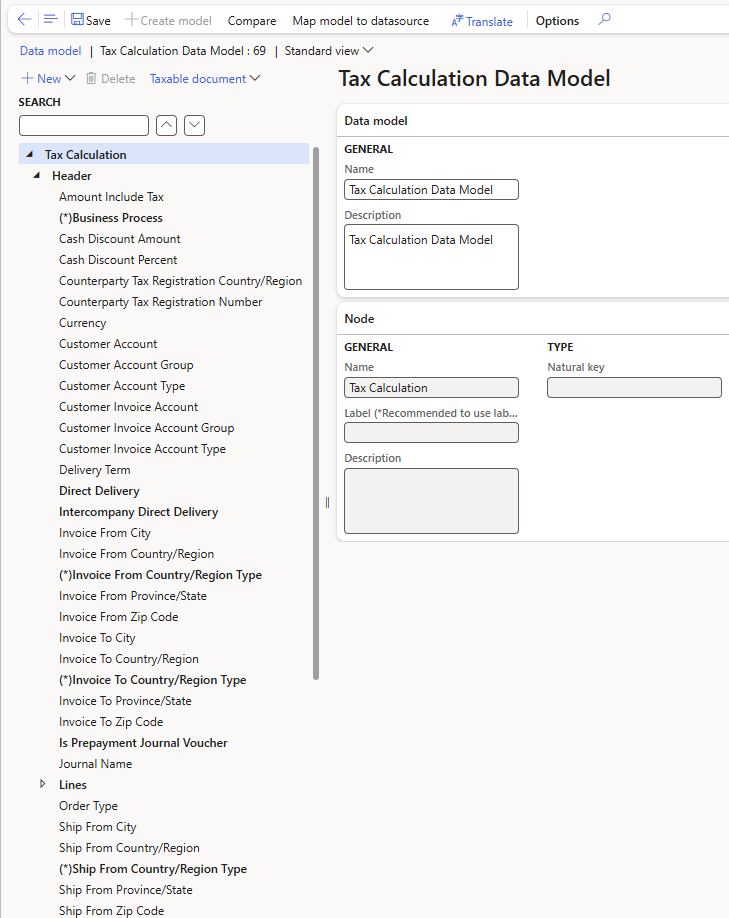 Save Create model Compare Map model to datasource Translate Options
Data model | Tax Calculation Data Model : 69 | Standard view
New Delete Taxable document
SEARCH
Tax Calculation
Header
Amount Include Tax
(*)Business Process
Cash Discount Amount
Cash Discount Percent
Counterparty Tax Registration Country/Region
Counterparty Tax Registration Number
Currency
Customer Account
Customer Account Group
Customer Account Type
Customer Invoice Account
Customer Invoice Account Group
Customer Invoice Account Type
Delivery Term
Direct Delivery
Intercompany Direct Delivery
Invoice From City
Invoice From Country/Region
(*)Invoice From Country/Region Type
Invoice From Province/State
Invoice From Zip Code
Invoice To City
Invoice To Country/Region
(*)Invoice To Country/Region Type
Invoice To Province/State
Invoice To Zip Code
Is Prepayment Journal Voucher
Journal Name
Lines
Order Type
Ship From City
Ship From Country/Region
(*)Ship From Country/Region Type
Ship From Province/State
Ship From Zip Code
Tax Calculation Data Model
Data model
GENERAL
Name
Tax Calculation Data Model
Description
Tax Calculation Data Model
Node
GENERAL
Name
Tax Calculation
Label (*Recommended to use lab...
Description
TYPE
Natural key